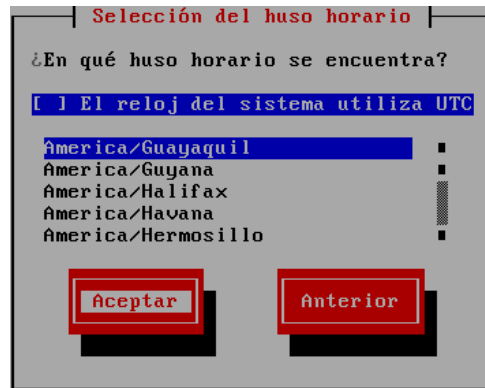 Selección del huso horario
¿En qué huso horario se encuentra?
[ ] El reloj del sistema utiliza UTC
America/Guayaquil
America/Guyana
America/Halifax
America/Havana
America/Hermosillo
Aceptar Anterior